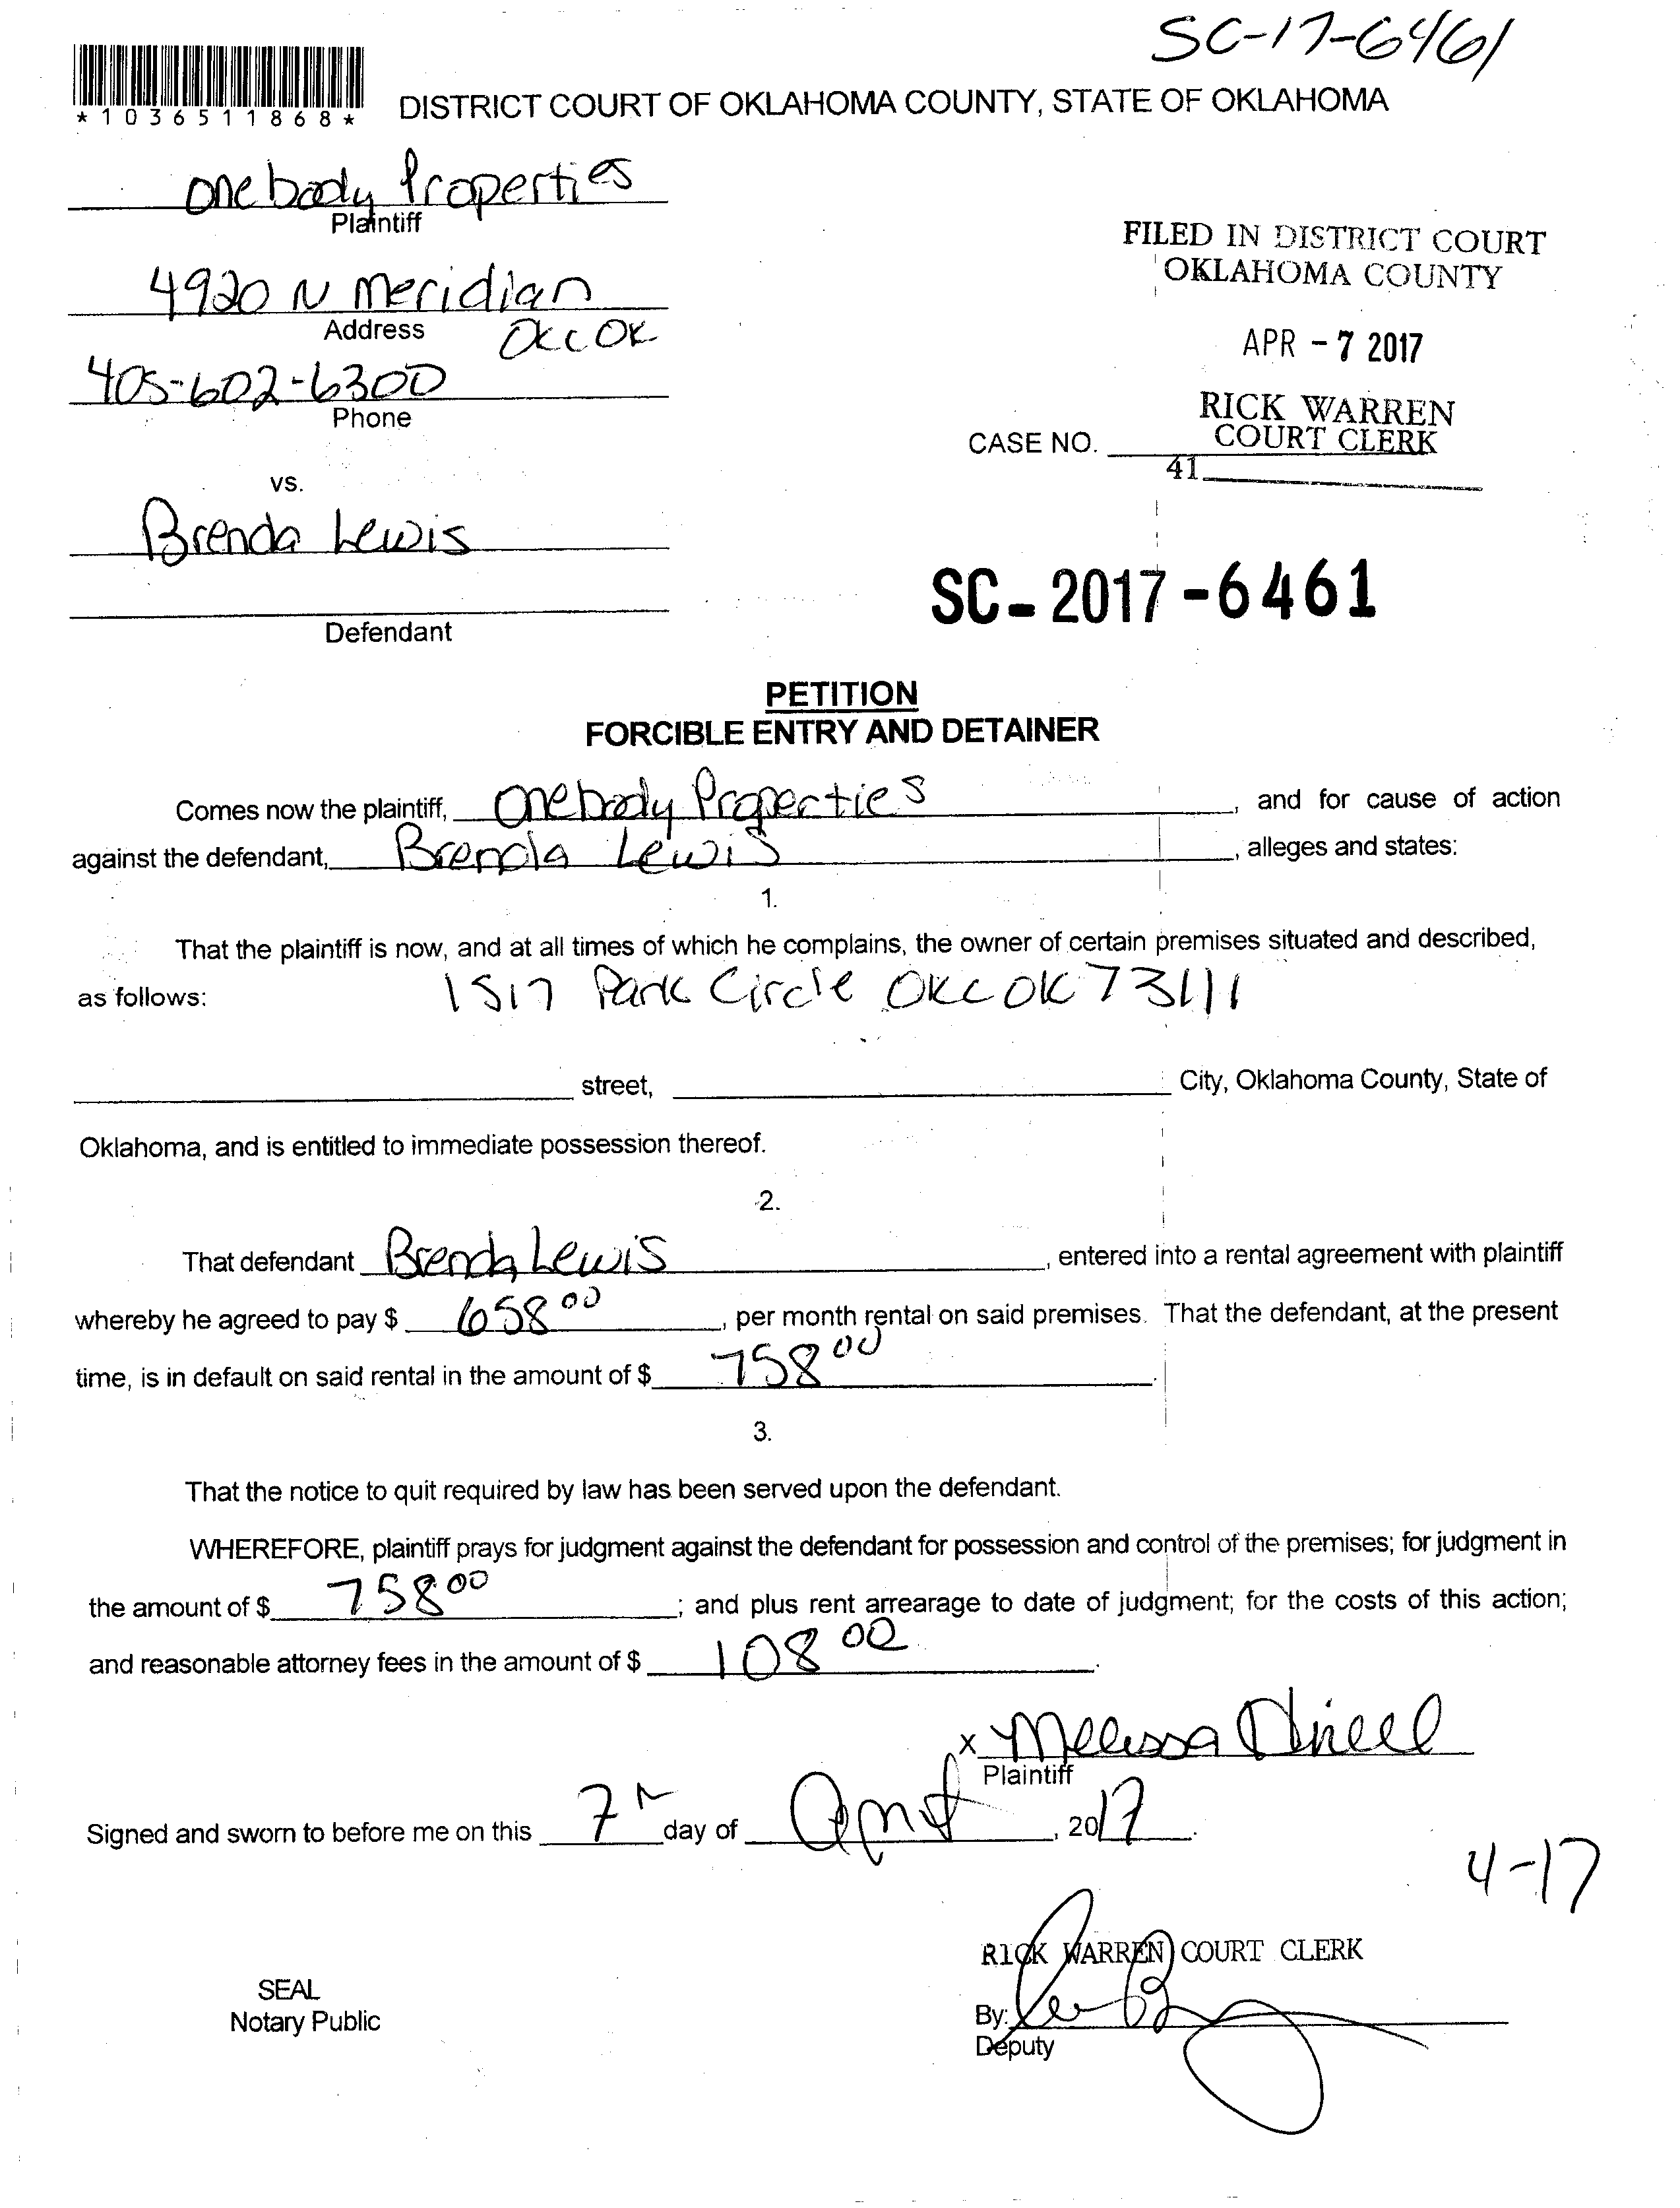 SC-17-6461
*1036511868*
DISTRICT COURT OF OKLAHOMA COUNTY, STATE OF OKLAHOMA
onebody Properties
Plaintiff
4920 N Meridian
Address OKC OK
405-602-6300
Phone
FILED IN DISTRICT COURT
OKLAHOMA COUNTY
APR - 7 2017
RICK WARREN
COURT CLERK
CASE NO.
41
vs.
Brenda Lewis
Defendant
SC-2017-6461
PETITION
FORCIBLE ENTRY AND DETAINER
Comes now the plaintiff, onebody Properties, and for cause of action
against the defendant, Brenda Lewis, alleges and states:
1.
That the plaintiff is now, and at all times of which he complains, the owner of certain premises situated and described,
as follows: 1517 Park Circle OKC OK 73111
street, City, Oklahoma County, State of
Oklahoma, and is entitled to immediate possession thereof.
2.
That defendant Brenda Lewis, entered into a rental agreement with plaintiff
whereby he agreed to pay $ 658 00, per month rental on said premises. That the defendant, at the present
time, is in default on said rental in the amount of $ 758 00.
3.
That the notice to quit required by law has been served upon the defendant.
WHEREFORE, plaintiff prays for judgment against the defendant for possession and control of the premises; for judgment in
the amount of $ 758 00; and plus rent arrearage to date of judgment; for the costs of this action;
and reasonable attorney fees in the amount of $ 108 00.
x Melissa
Plaintiff
Signed and sworn to before me on this 7 day of April, 2017.
4-17
RICK WARREN COURT CLERK
SEAL
Notary Public
By:
Deputy